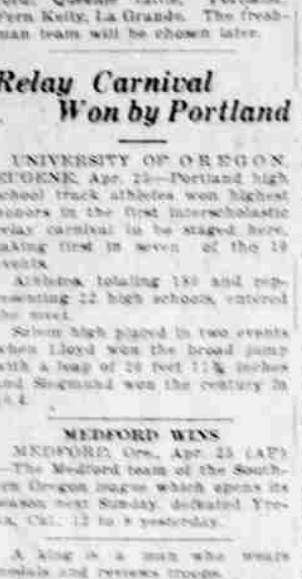 Fern Kelly, La Grande. The fresh-
man team will be chosen later.
Relay Carnival
Won by Portland
UNIVERSITY OF OREGON,
EUGENE, Apr. 25—Portland high
school track athletes won highest
honors in the first interscholastic
relay carnival to be staged here,
taking first in seven of the 10
events.
Athletes, totaling 180 and rep-
resenting 22 high schools, entered
the meet.
Salem high placed in two events
when Lloyd won the broad jump
with a leap of 20 feet 11¾ inches
and Siegmund won the century in
MEDFORD WINS
MEDFORD, Ore., Apr. 25 (AP)
—The Medford team of the South-
ern Oregon league which opens its
season next Sunday, defeated Yre-
ka, Cal. 12 to 8 yesterday.
A king is a man who wears
medals and reviews troops.